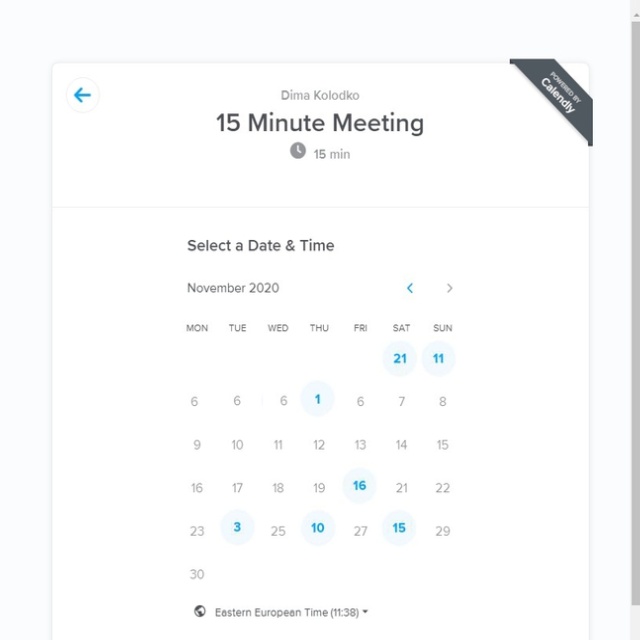 POWERED BY
Calendly
Dima Kolodko
15 Minute Meeting
15 min
Select a Date & Time
November 2020
MON TUE WED THU FRI SAT SUN
21 11
6 6 6 1 6 7 8
9 10 11 12 13 14 15
16 17 18 19 16 21 22
23 3 25 10 27 15 29
30
Eastern European Time (11:38)